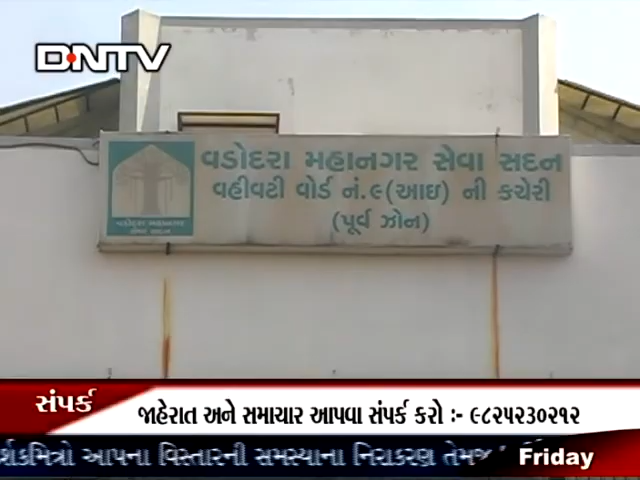 DNTV
વડોદરા મહાનગર સેવા સદન
વહીવટી વોર્ડ નં.૯(આઇ) ની કચેરી
(પૂર્વ ઝોન)
સંપર્ક
જાહેરાત અને સમાચાર આપવા સંપર્ક કરો :- ૯૮૨૫૨૩૦૨૧૨
આપના વિસ્તારની સમસ્યાના નિરાકરણ તેમજ
Friday